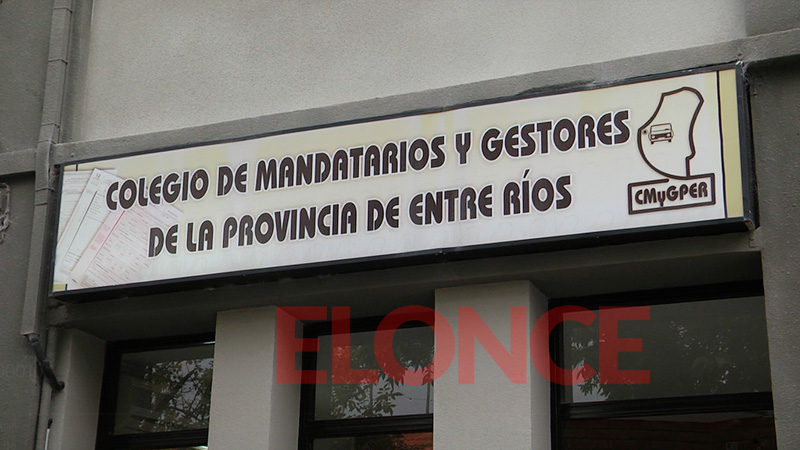 COLEGIO DE MANDATARIOS Y GESTORES
DE LA PROVINCIA DE ENTRE RÍOS
CMyGPER
ELONCE